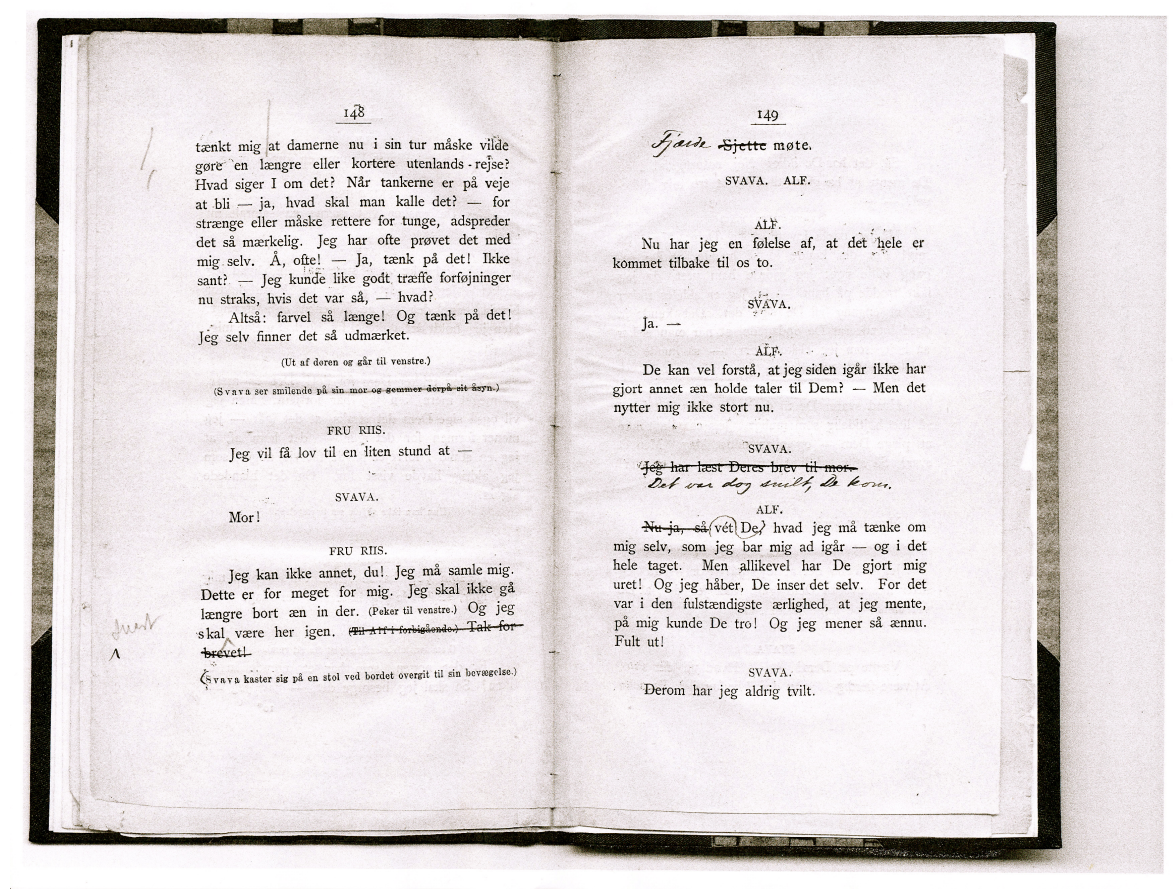 148
tænkt mig at damerne nu i sin tur måske vilde
gøre en længre eller kortere utenlands-rejse?
Hvad siger I om det? Når tankerne er på veje
at bli — ja, hvad skal man kalle det? — for
strænge eller måske rettere for tunge, adspreder
det så mærkelig. Jeg har ofte prøvet det med
mig selv. Å, ofte! — Ja, tænk på det! Ikke
sant? — Jeg kunde like godt træffe forføjninger
nu straks, hvis det var så, — hvad?
Altså: farvel så længe! Og tænk på det!
Jeg selv finner det så udmærket.
(Ut af døren og går til venstre.)
(Svava ser smilende på sin mor og gemmer derpå sit åsyn.)
FRU RIIS.
Jeg vil få lov til en liten stund at —
SVAVA.
Mor!
FRU RIIS.
Jeg kan ikke annet, du! Jeg må samle mig.
Dette er for meget for mig. Jeg skal ikke gå
længre bort æn in der. (Peker til venstre.) Og jeg
skal være her igen. (Til Alf i forbigående.) Tak for
brevet!
(Svava kaster sig på en stol ved bordet overgit til sin bevægelse.)
149
Fjærde Sjette møte.
SVAVA. ALF.
ALF.
Nu har jeg en følelse af, at det hele er
kommet tilbake til os to.
SVAVA.
Ja. —
ALF.
De kan vel forstå, at jeg siden igår ikke har
gjort annet æn holde taler til Dem? — Men det
nytter mig ikke stort nu.
SVAVA.
Jeg har læst Deres brev til mor.
Det var dog snilt, De kom.
ALF.
Nu ja, så vét De, hvad jeg må tænke om
mig selv, som jeg bar mig ad igår — og i det
hele taget. Men allikevel har De gjort mig
uret! Og jeg håber, De inser det selv. For det
var i den fulstændigste ærlighed, at jeg mente,
på mig kunde De tro! Og jeg mener så ænnu.
Fult ut!
SVAVA.
Derom har jeg aldrig tvilt.